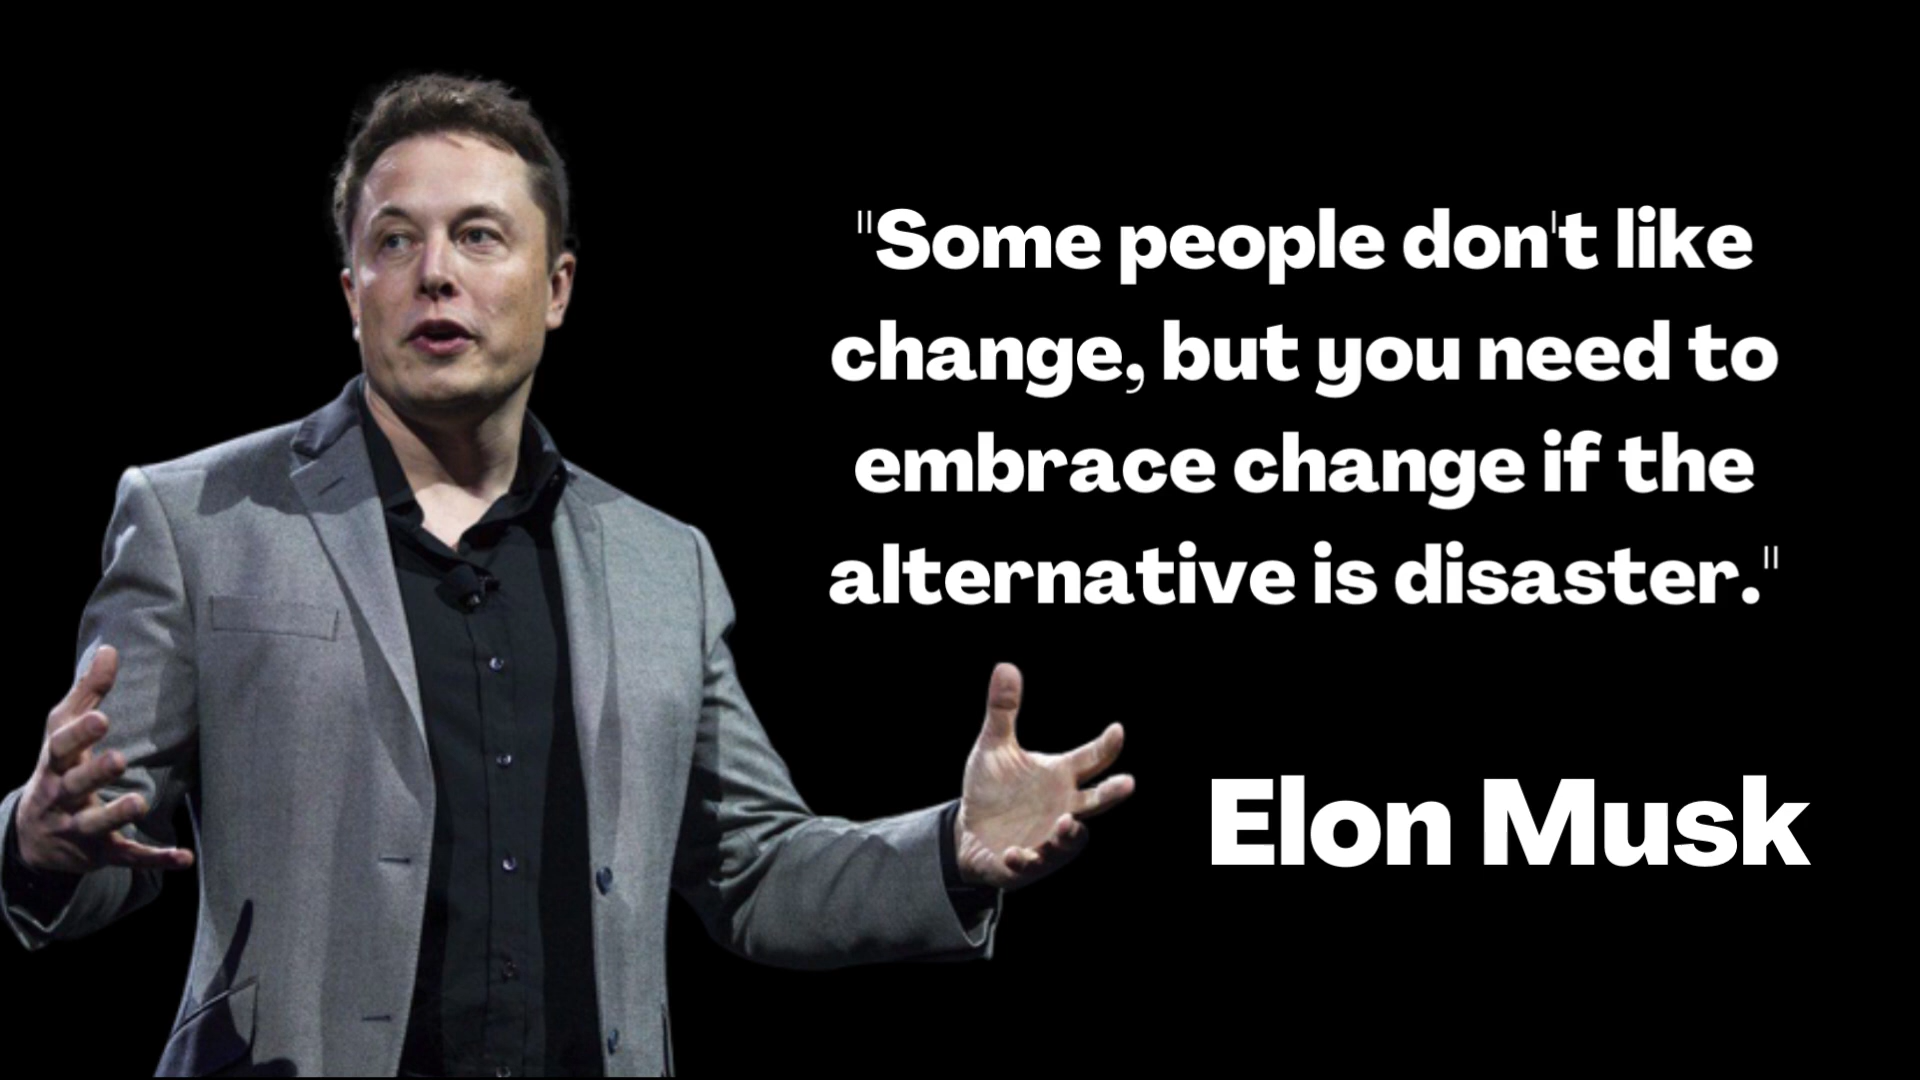 "Some people don't like
change, but you need to
embrace change if the
alternative is disaster."
Elon Musk